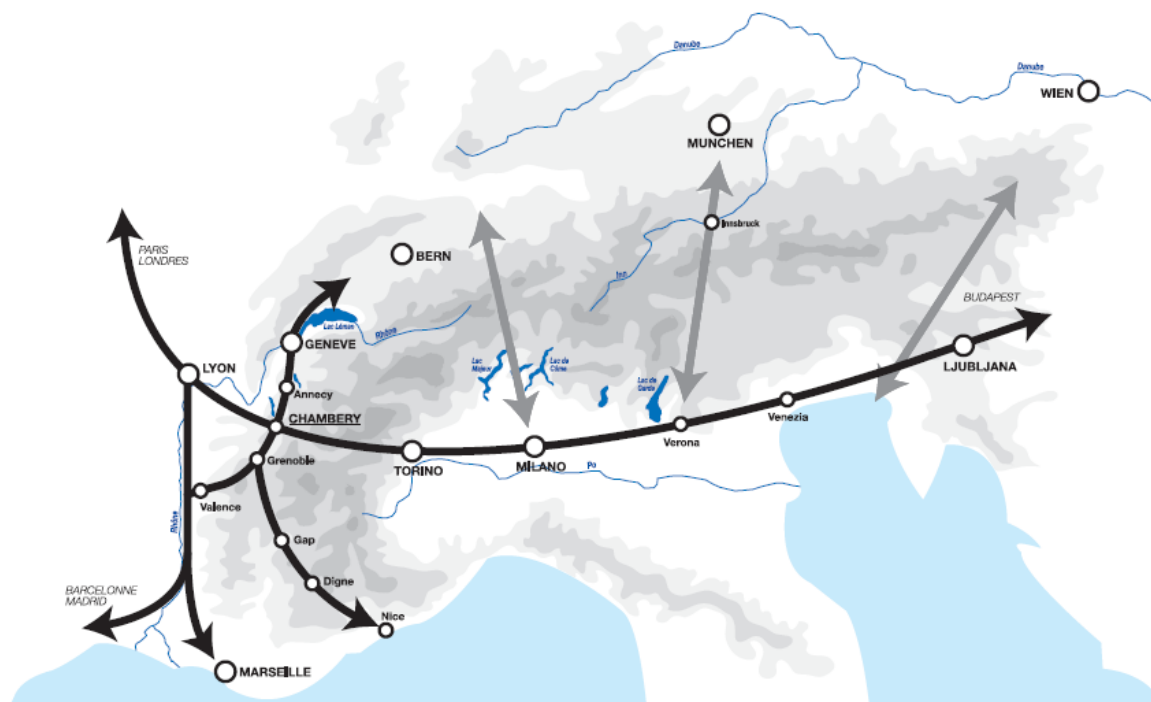 Danube
Danube
WIEN
MUNCHEN
Innsbruck
PARIS
LONDRES
BERN
Inn
BUDAPEST
Lac Léman
Rhône
GENEVE
LJUBLJANA
LYON
Lac
Majeur
Lac de
Côme
Annecy
Lac de
Garde
CHAMBERY
Venezia
Verona
Grenoble
TORINO
MILANO
Po
Valence
Rhône
Gap
Digne
BARCELONNE
MADRID
Nice
MARSEILLE